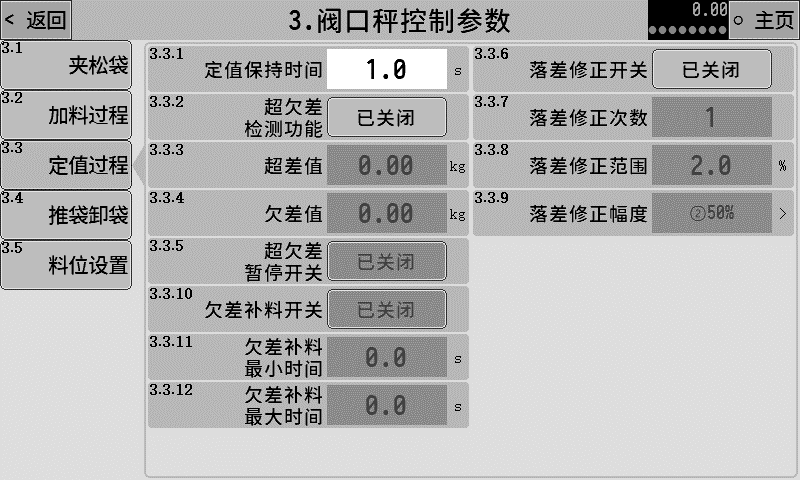 < 返回
3.阀口秤控制参数
0.00
主页
3.1
夹松袋
3.2
加料过程
3.3
定值过程
3.4
推袋卸袋
3.5
料位设置
3.3.1
定值保持时间
1.0
s
3.3.2
超欠差
检测功能
已关闭
3.3.3
超差值
0.00
kg
3.3.4
欠差值
0.00
kg
3.3.5
超欠差
暂停开关
已关闭
3.3.10
欠差补料开关
已关闭
3.3.11
欠差补料
最小时间
0.0
s
3.3.12
欠差补料
最大时间
0.0
s
3.3.6
落差修正开关
已关闭
3.3.7
落差修正次数
1
3.3.8
落差修正范围
2.0
%
3.3.9
落差修正幅度
②50%
>